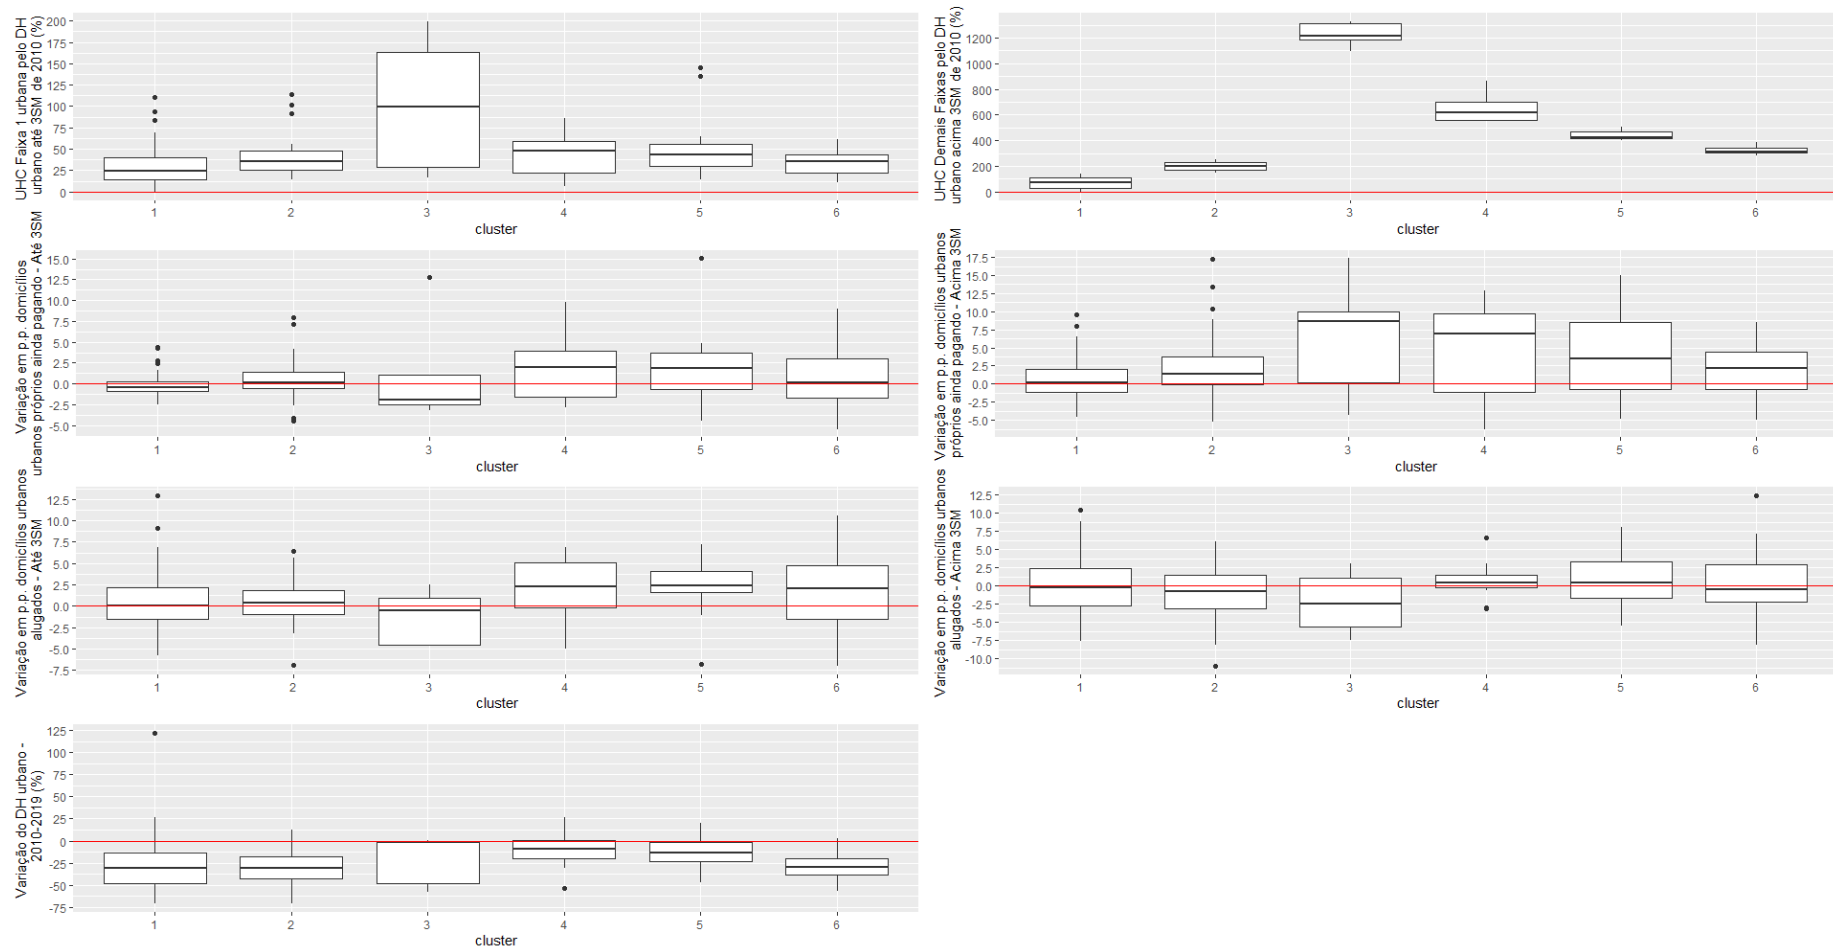 UHC Faixa 1 urbana pelo DH
urbano até 3SM de 2010 (%)
200
175
150
125
100
75
50
25
0
1 2 3 4 5 6
cluster
UHC Demais Faixas pelo DH
urbano acima 3SM de 2010 (%)
1200
1000
800
600
400
200
0
1 2 3 4 5 6
cluster
Variação em p.p. domicílios
urbanos próprios ainda pagando - Até 3SM
15.0
12.5
10.0
7.5
5.0
2.5
0.0
-2.5
-5.0
1 2 3 4 5 6
cluster
Variação em p.p. domicílios urbanos
próprios ainda pagando - Acima 3SM
17.5
15.0
12.5
10.0
7.5
5.0
2.5
0.0
-2.5
-5.0
1 2 3 4 5 6
cluster
Variação em p.p. domicílios urbanos
alugados - Até 3SM
12.5
10.0
7.5
5.0
2.5
0.0
-2.5
-5.0
-7.5
1 2 3 4 5 6
cluster
Variação em p.p. domicílios urbanos
alugados - Acima 3SM
12.5
10.0
7.5
5.0
2.5
0.0
-2.5
-5.0
-7.5
-10.0
1 2 3 4 5 6
cluster
Variação do DH urbano -
2010-2019 (%)
125
100
75
50
25
0
-25
-50
-75
1 2 3 4 5 6
cluster